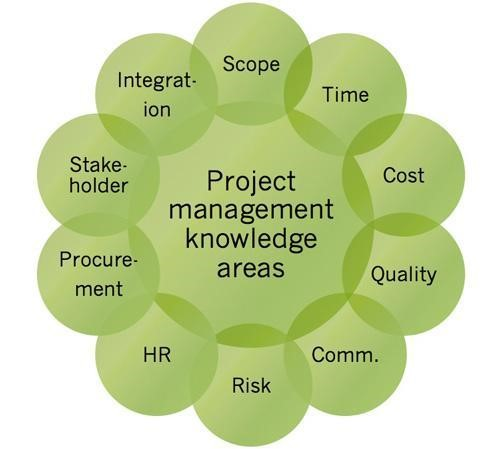 Scope
Time
Cost
Quality
Comm.
Risk
HR
Procure-
ment
Stake-
holder
Integrat-
ion
Project
management
knowledge
areas